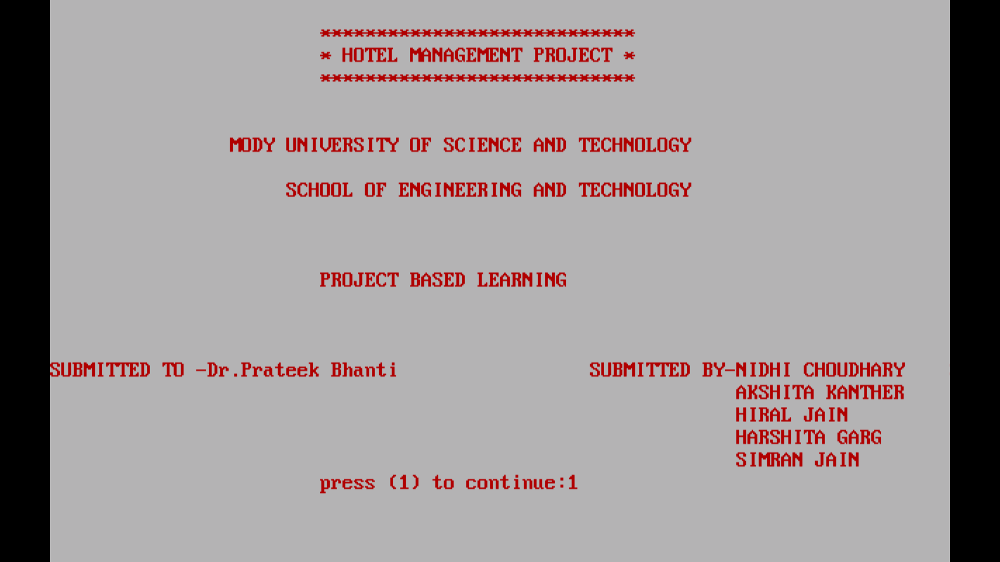 ****************************
* HOTEL MANAGEMENT PROJECT *
****************************
MODY UNIVERSITY OF SCIENCE AND TECHNOLOGY
SCHOOL OF ENGINEERING AND TECHNOLOGY
PROJECT BASED LEARNING
SUBMITTED TO -Dr.Prateek Bhanti SUBMITTED BY-NIDHI CHOUDHARY
AKSHITA KANTHER
HIRAL JAIN
HARSHITA GARG
SIMRAN JAIN
press (1) to continue:1